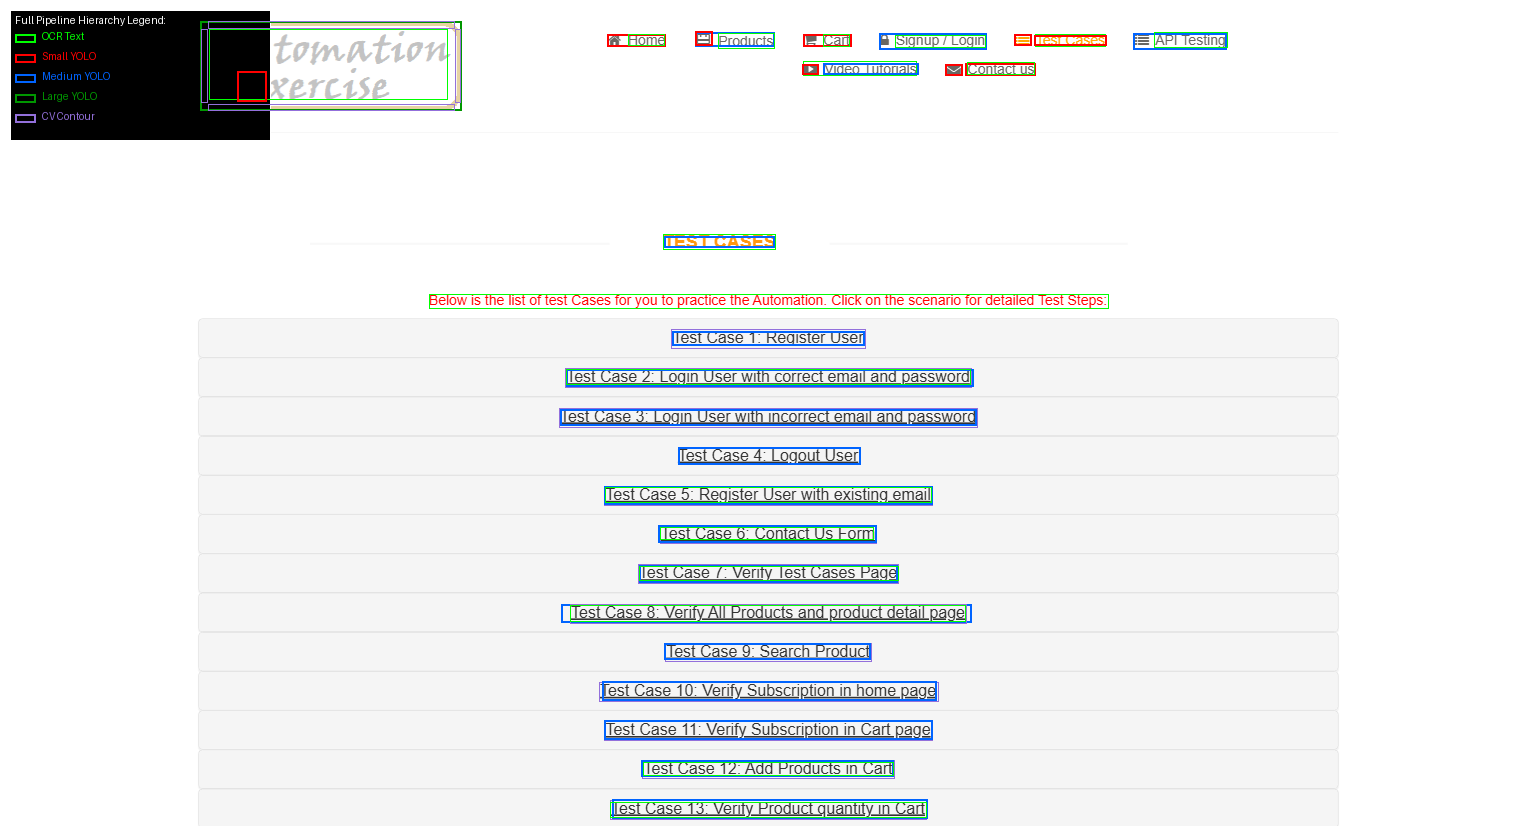 Full Pipeline Hierarchy Legend:
OCR Text
Small YOLO
Medium YOLO
Large YOLO
CV Contour
tomation
xercise
Home Products Cart Signup / Login Test Cases API Testing
Video Tutorials Contact us
TEST CASES
Below is the list of test Cases for you to practice the Automation. Click on the scenario for detailed Test Steps:
Test Case 1: Register User
Test Case 2: Login User with correct email and password
Test Case 3: Login User with incorrect email and password
Test Case 4: Logout User
Test Case 5: Register User with existing email
Test Case 6: Contact Us Form
Test Case 7: Verify Test Cases Page
Test Case 8: Verify All Products and product detail page
Test Case 9: Search Product
Test Case 10: Verify Subscription in home page
Test Case 11: Verify Subscription in Cart page
Test Case 12: Add Products in Cart
Test Case 13: Verify Product quantity in Cart